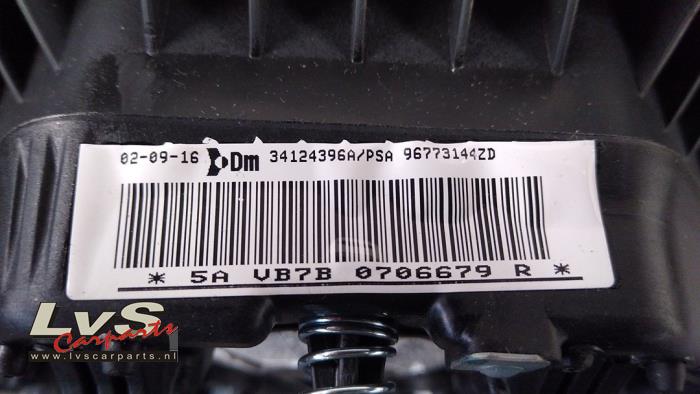 02-09-16 Dm 34124396A/PSA 96773144ZD
* 5A VB7B 0706679 R *
LvS
Carparts
www.lvscarparts.nl